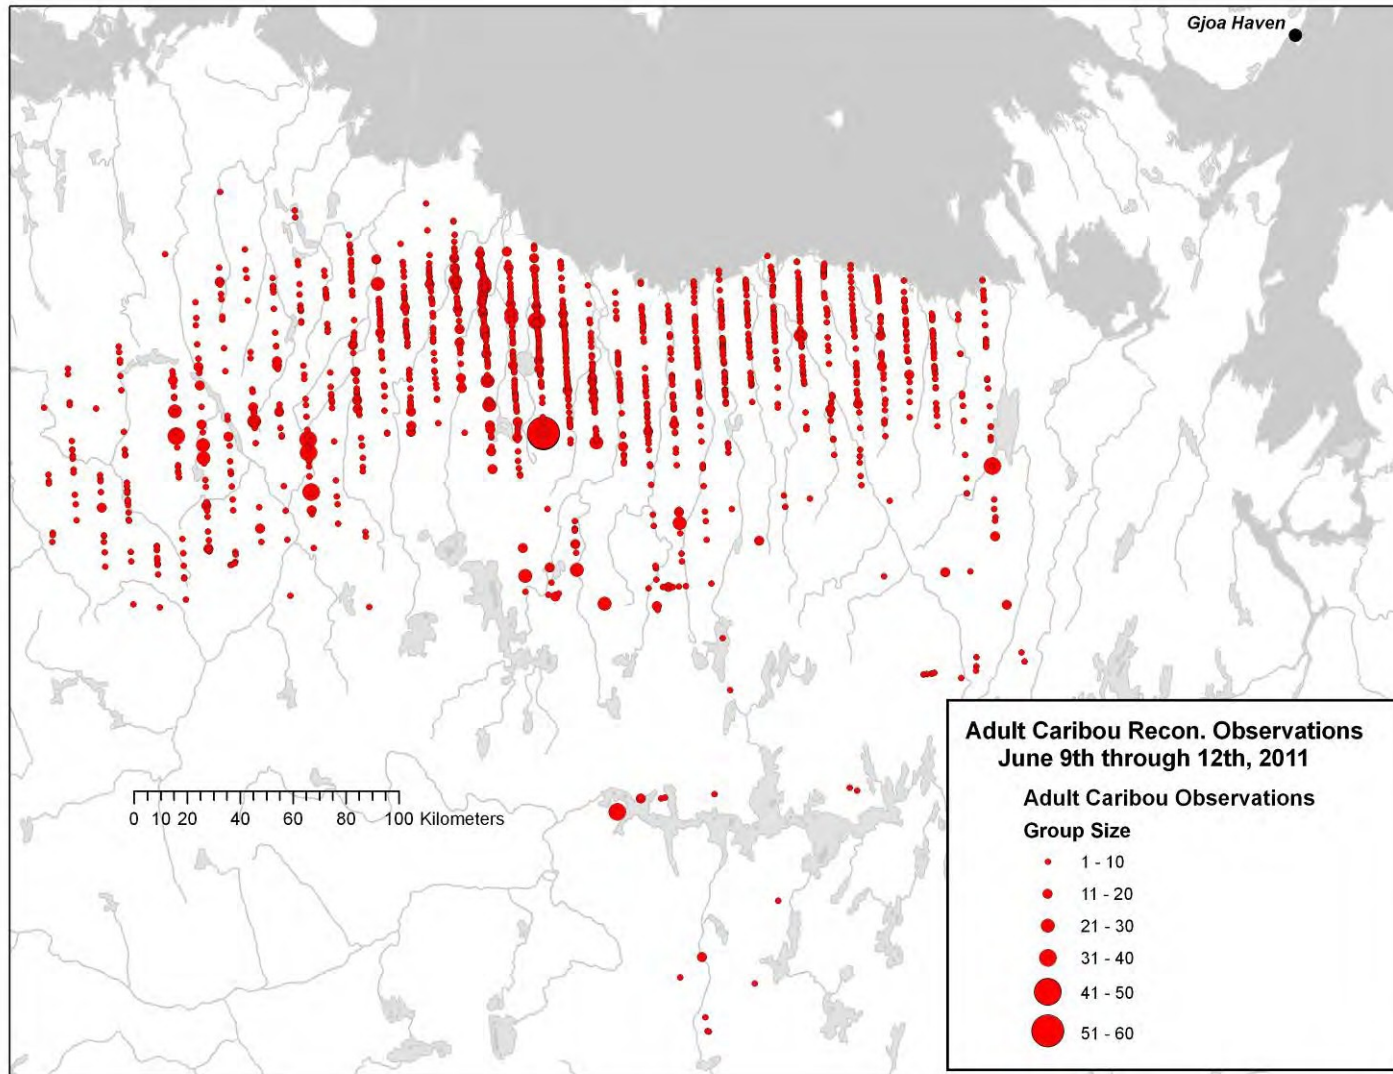 Gjoa Haven
Adult Caribou Recon. Observations
June 9th through 12th, 2011
Adult Caribou Observations
Group Size
1 - 10
11 - 20
21 - 30
31 - 40
41 - 50
51 - 60
0 10 20 40 60 80 100 Kilometers